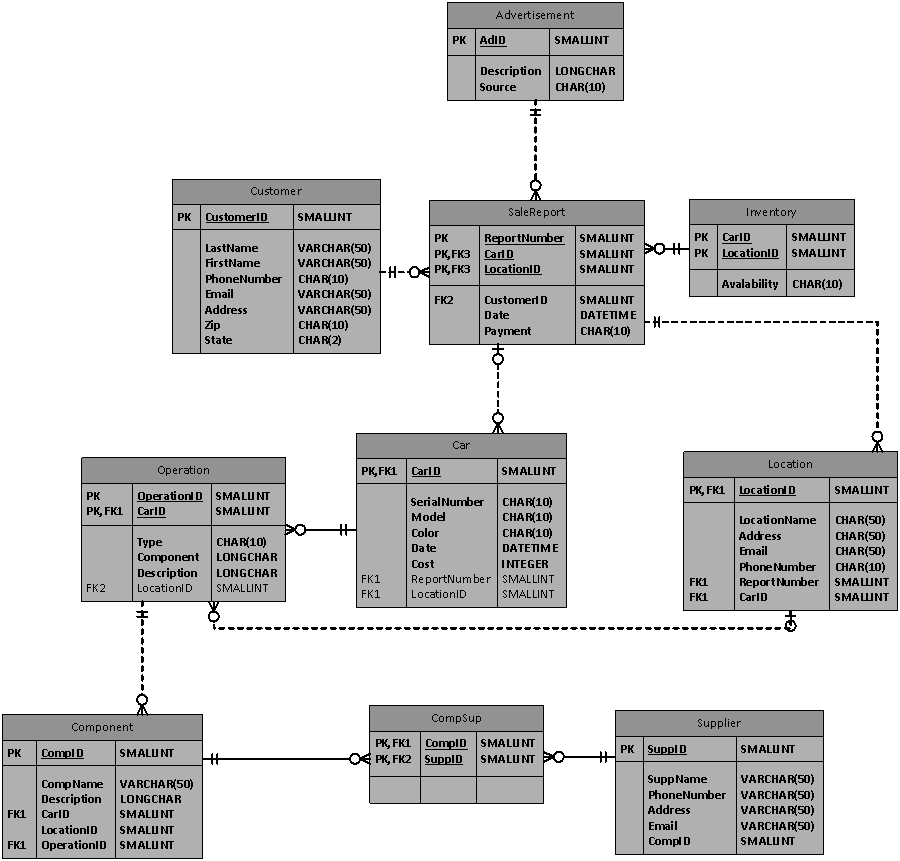 Advertisement
PK AdID SMALLINT
Description LONGCHAR
Source CHAR(10)
Customer
PK CustomerID SMALLINT
LastName VARCHAR(50)
FirstName VARCHAR(50)
PhoneNumber CHAR(10)
Email VARCHAR(50)
Address VARCHAR(50)
Zip CHAR(10)
State CHAR(2)
SaleReport
PK ReportNumber SMALLINT
PK,FK3 CarID SMALLINT
PK,FK3 LocationID SMALLINT
FK2 CustomerID SMALLINT
Date DATETIME
Payment CHAR(10)
Inventory
PK CarID SMALLINT
PK LocationID SMALLINT
Avalability CHAR(10)
Operation
PK OperationID SMALLINT
PK,FK1 CarID SMALLINT
Type CHAR(10)
Component LONGCHAR
Description LONGCHAR
FK2 LocationID SMALLINT
Car
PK,FK1 CarID SMALLINT
SerialNumber CHAR(10)
Model CHAR(10)
Color CHAR(10)
Date DATETIME
Cost INTEGER
FK1 ReportNumber SMALLINT
FK1 LocationID SMALLINT
Location
PK,FK1 LocationID SMALLINT
LocationName CHAR(50)
Address CHAR(50)
Email CHAR(50)
PhoneNumber CHAR(10)
FK1 ReportNumber SMALLINT
FK1 CarID SMALLINT
Component
PK CompID SMALLINT
CompName VARCHAR(50)
Description LONGCHAR
FK1 CarID SMALLINT
LocationID SMALLINT
FK1 OperationID SMALLINT
CompSup
PK,FK1 CompID SMALLINT
PK,FK2 SuppID SMALLINT
Supplier
PK SuppID SMALLINT
SuppName VARCHAR(50)
PhoneNumber VARCHAR(50)
Address VARCHAR(50)
Email VARCHAR(50)
CompID SMALLINT